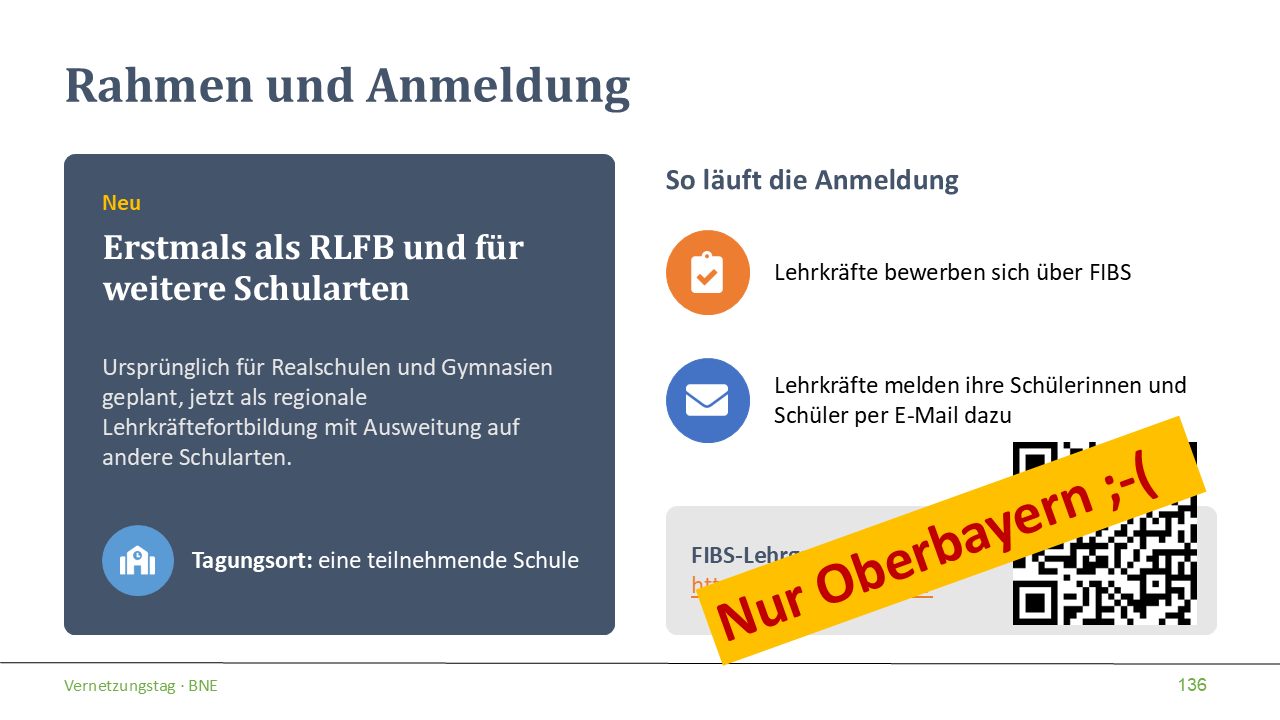 Rahmen und Anmeldung
Neu
Erstmals als RLFB und für
weitere Schularten
Ursprünglich für Realschulen und Gymnasien
geplant, jetzt als regionale
Lehrkräftefortbildung mit Ausweitung auf
andere Schularten.
Tagungsort: eine teilnehmende Schule
So läuft die Anmeldung
Lehrkräfte bewerben sich über FIBS
Lehrkräfte melden ihre Schülerinnen und
Schüler per E-Mail dazu
Nur Oberbayern ;-(
Vernetzungstag · BNE
136